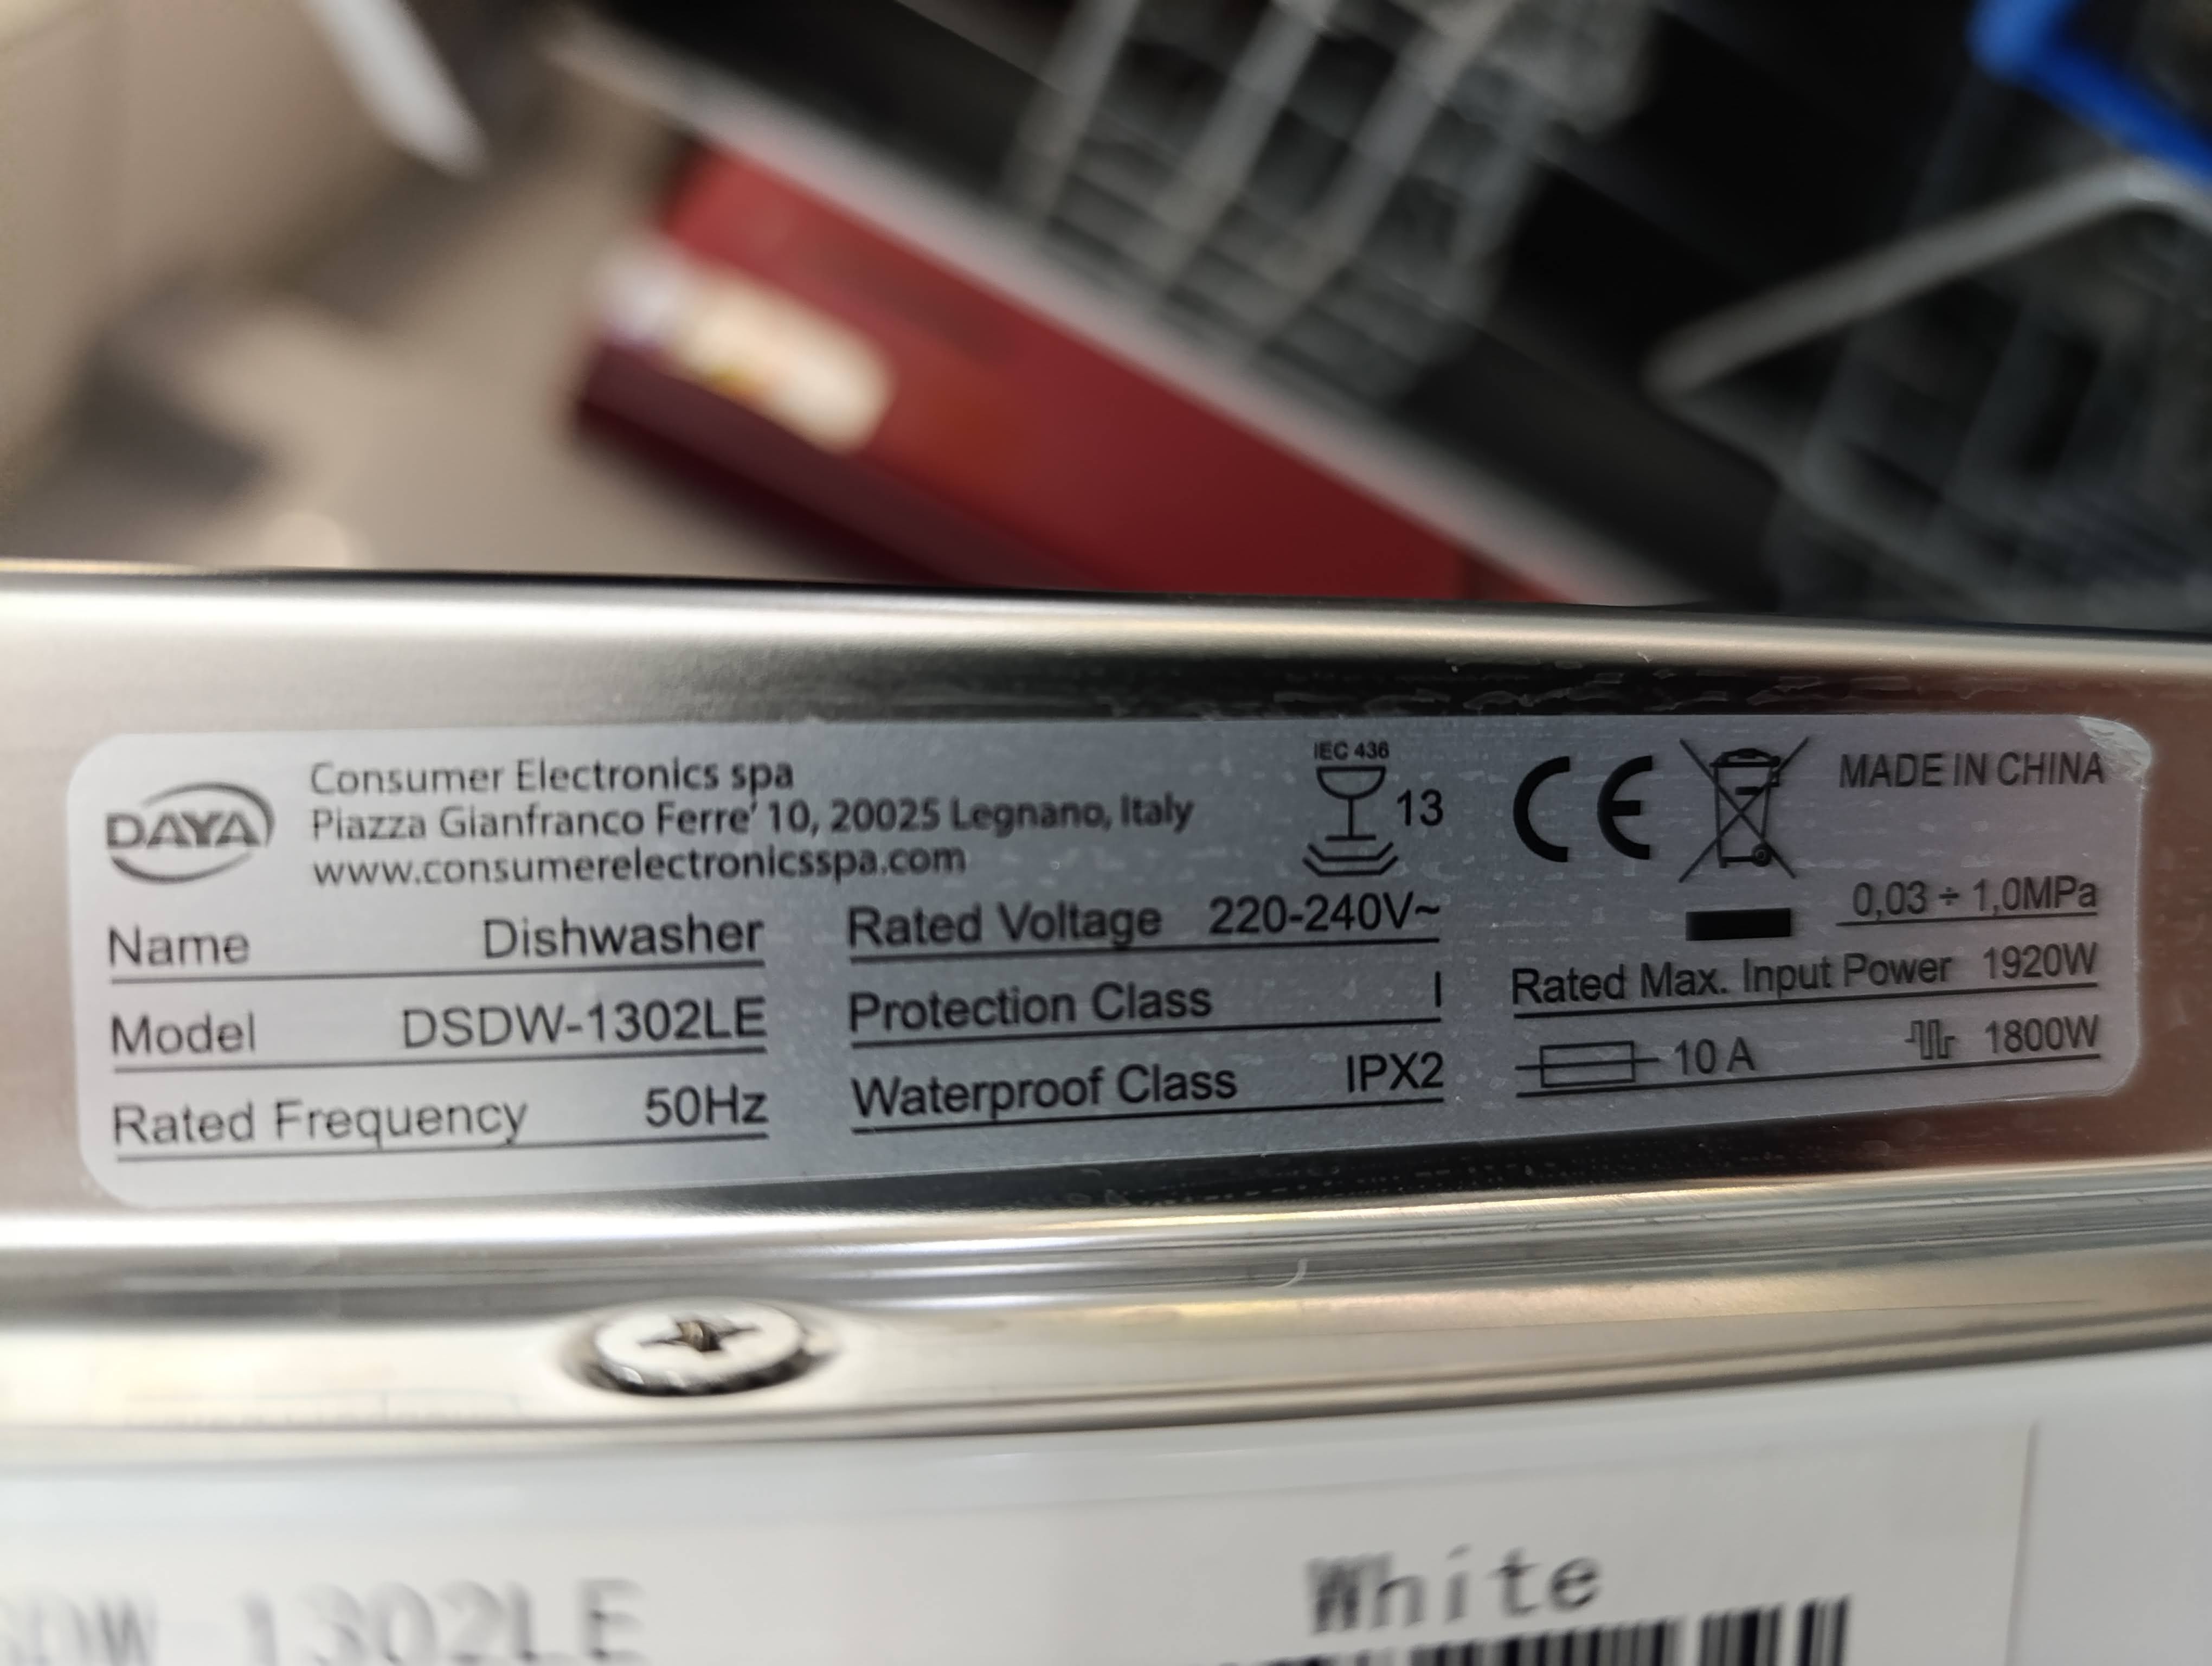 DAYA
Consumer Electronics spa
Piazza Gianfranco Ferre' 10, 20025 Legnano, Italy
www.consumerelectronicsspa.com
IEC 436
13
CE
MADE IN CHINA
0,03 ÷ 1,0MPa
Name Dishwasher
Model DSDW-1302LE
Rated Frequency 50Hz
Rated Voltage 220-240V~
Protection Class I
Waterproof Class IPX2
Rated Max. Input Power 1920W
10 A 1800W
SDW-1302LE
White